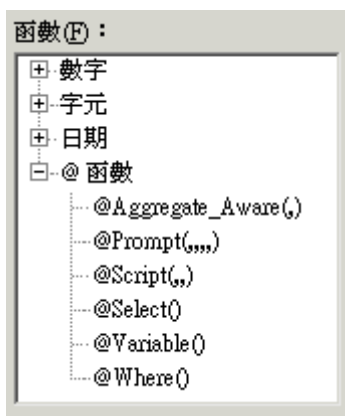 函數(F)：
數字
字元
日期
@ 函數
@Aggregate_Aware(,)
@Prompt(,,,,)
@Script(,,)
@Select()
@Variable()
@Where()